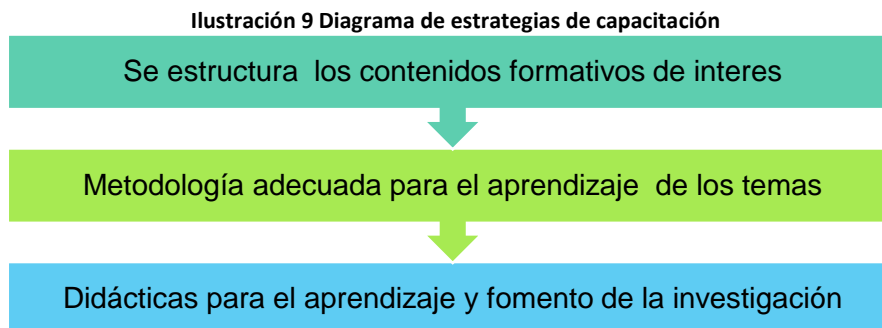 Ilustración 9 Diagrama de estrategias de capacitación
Se estructura los contenidos formativos de interes
Metodología adecuada para el aprendizaje de los temas
Didácticas para el aprendizaje y fomento de la investigación